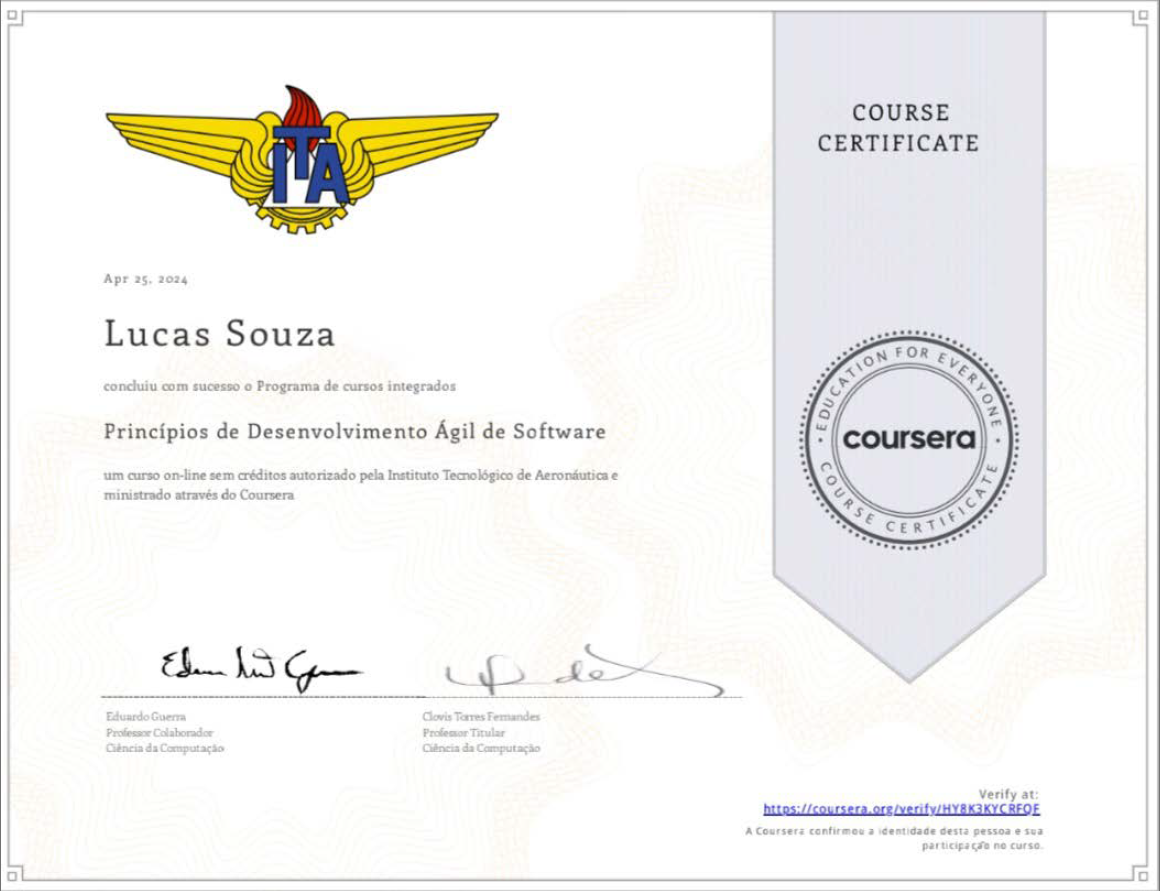 ITA
COURSE
CERTIFICATE
Apr 25, 2024
Lucas Souza
concluiu com sucesso o Programa de cursos integrados
Princípios de Desenvolvimento Ágil de Software
um curso on-line sem créditos autorizado pela Instituto Tecnológico de Aeronáutica e
ministrado através do Coursera
EDUCATION FOR EVERYONE
coursera
COURSE CERTIFICATE
Eduardo Guerra
Professor Colaborador
Ciência da Computação
Clovis Torres Fernandes
Professor Titular
Ciência da Computação
Verify at:
https://coursera.org/verify/HY8K3KYCRFQF
A Coursera confirmou a identidade desta pessoa e sua
participação no curso.